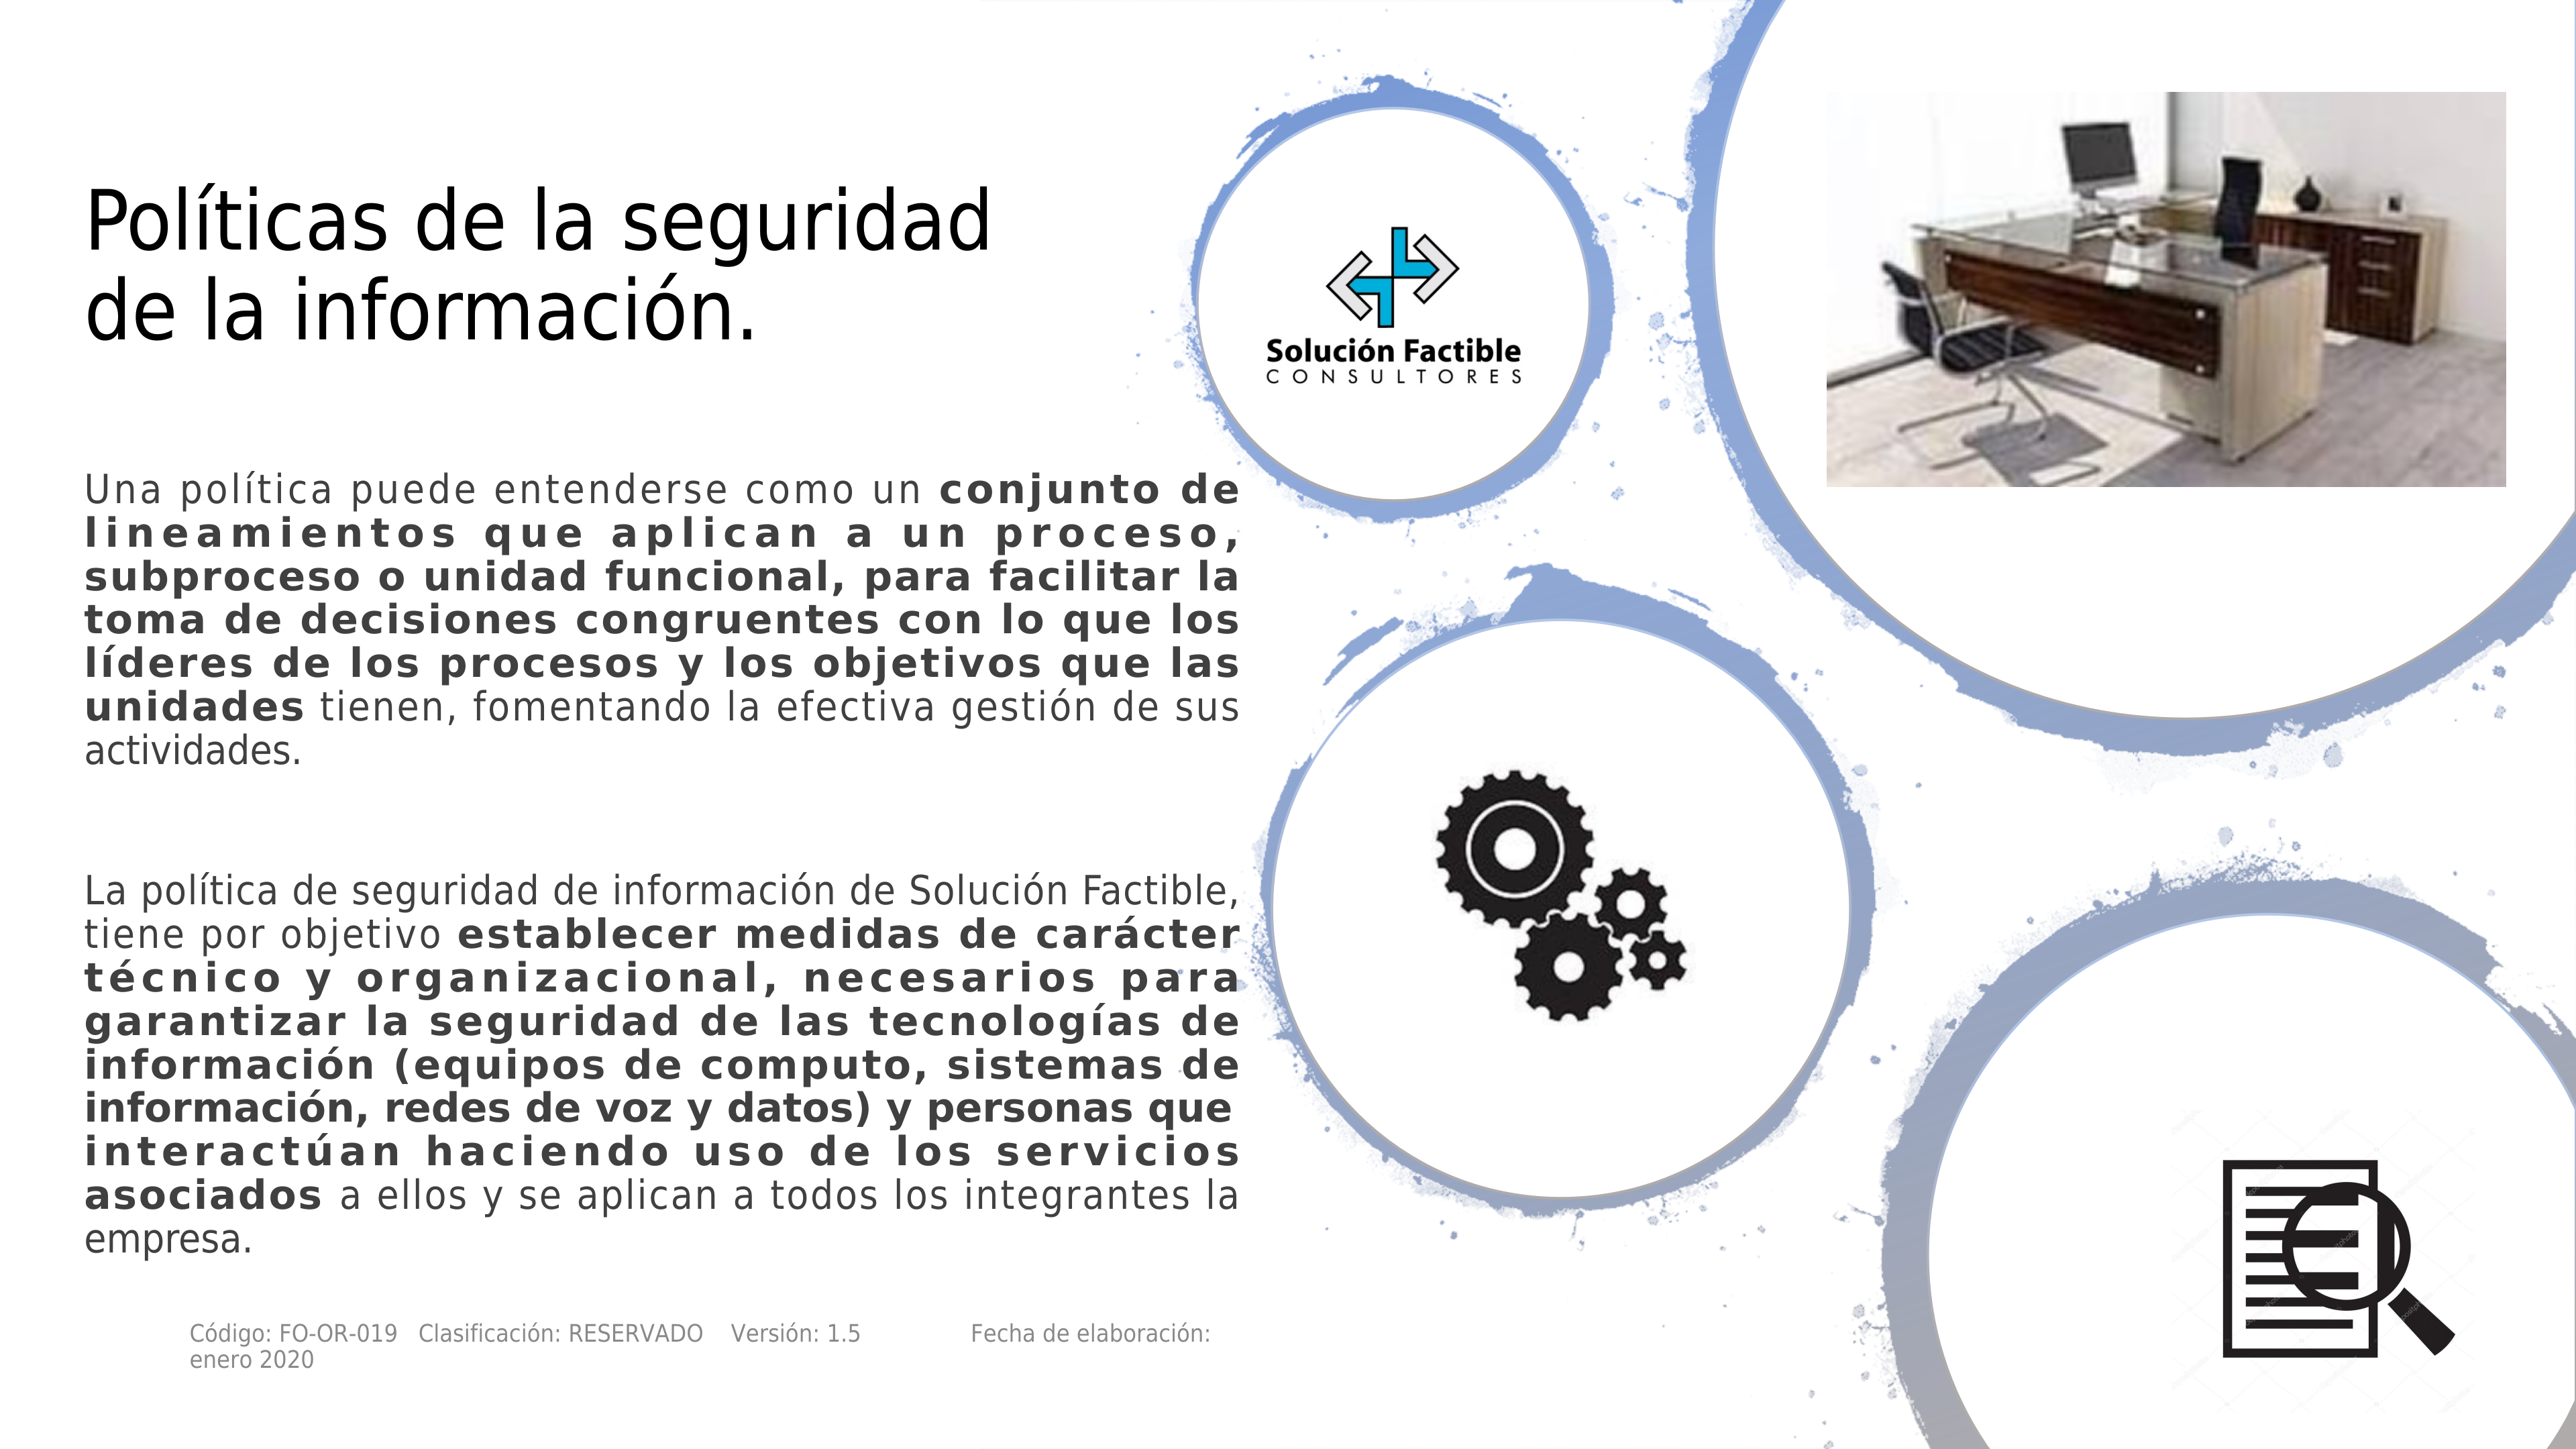 Políticas de la seguridad
de la información.
Solución Factible
CONSULTORES
Una política puede entenderse como un conjunto de
lineamientos que aplican a un proceso,
subproceso o unidad funcional, para facilitar la
toma de decisiones congruentes con lo que los
líderes de los procesos y los objetivos que las
unidades tienen, fomentando la efectiva gestión de sus
actividades.
La política de seguridad de información de Solución Factible,
tiene por objetivo establecer medidas de carácter
técnico y organizacional, necesarios para
garantizar la seguridad de las tecnologías de
información (equipos de computo, sistemas de
información, redes de voz y datos) y personas que
interactúan haciendo uso de los servicios
asociados a ellos y se aplican a todos los integrantes la
empresa.
Código: FO-OR-019 Clasificación: RESERVADO Versión: 1.5 Fecha de elaboración:
enero 2020